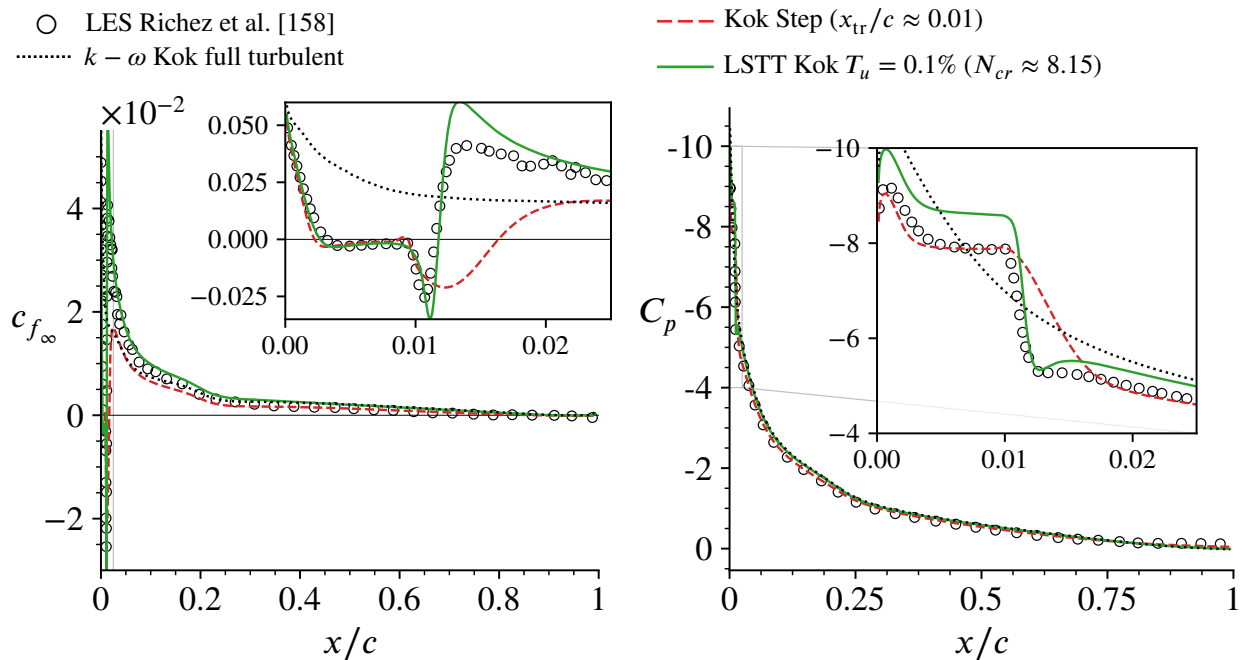 LES Richez et al. [158]
k − ω Kok full turbulent
Kok Step (x_tr/c ≈ 0.01)
LSTT Kok T_u = 0.1% (N_cr ≈ 8.15)
×10⁻²
4
2
0
−2
c_f∞
0 0.2 0.4 0.6 0.8 1
x/c
0.050
0.025
0.000
−0.025
0.00 0.01 0.02
-10
-8
-6
-4
-2
0
C_p
0 0.25 0.5 0.75 1
x/c
−10
−8
−6
−4
0.00 0.01 0.02